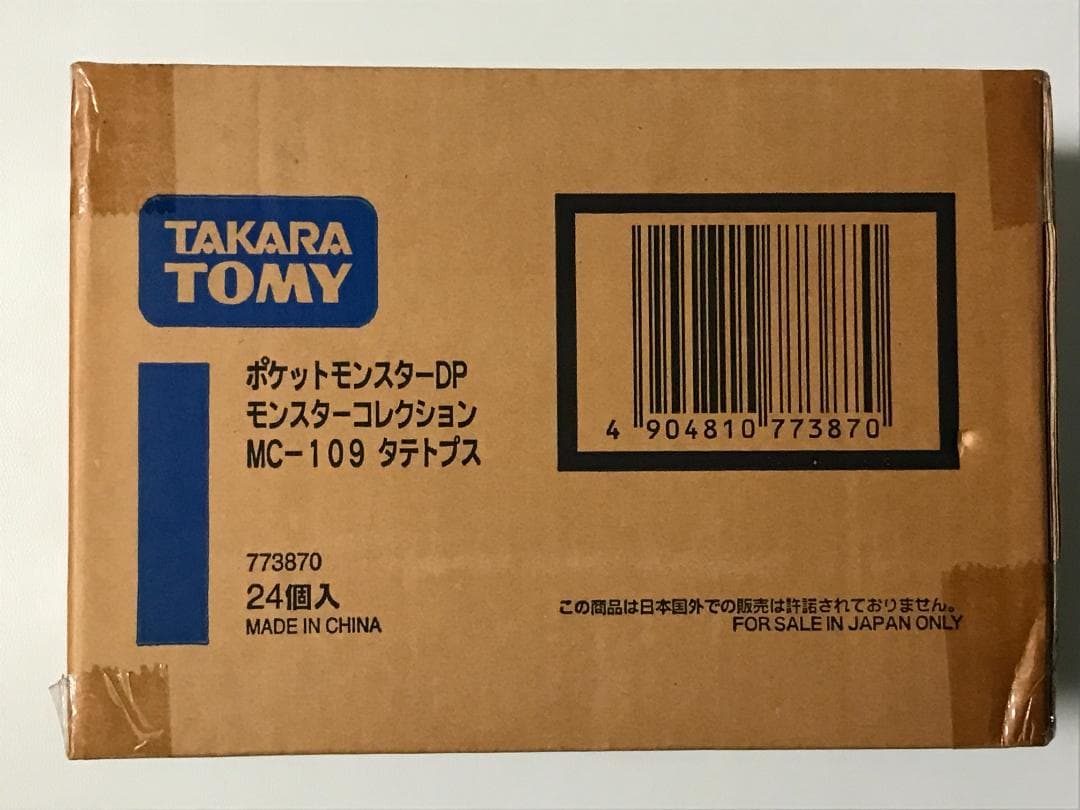 TAKARA
TOMY
ポケットモンスターDP
モンスターコレクション
MC-109 タテトプス
4 904810 773870
773870
24個入
MADE IN CHINA
この商品は日本国外での販売は許諾されておりません。
FOR SALE IN JAPAN ONLY